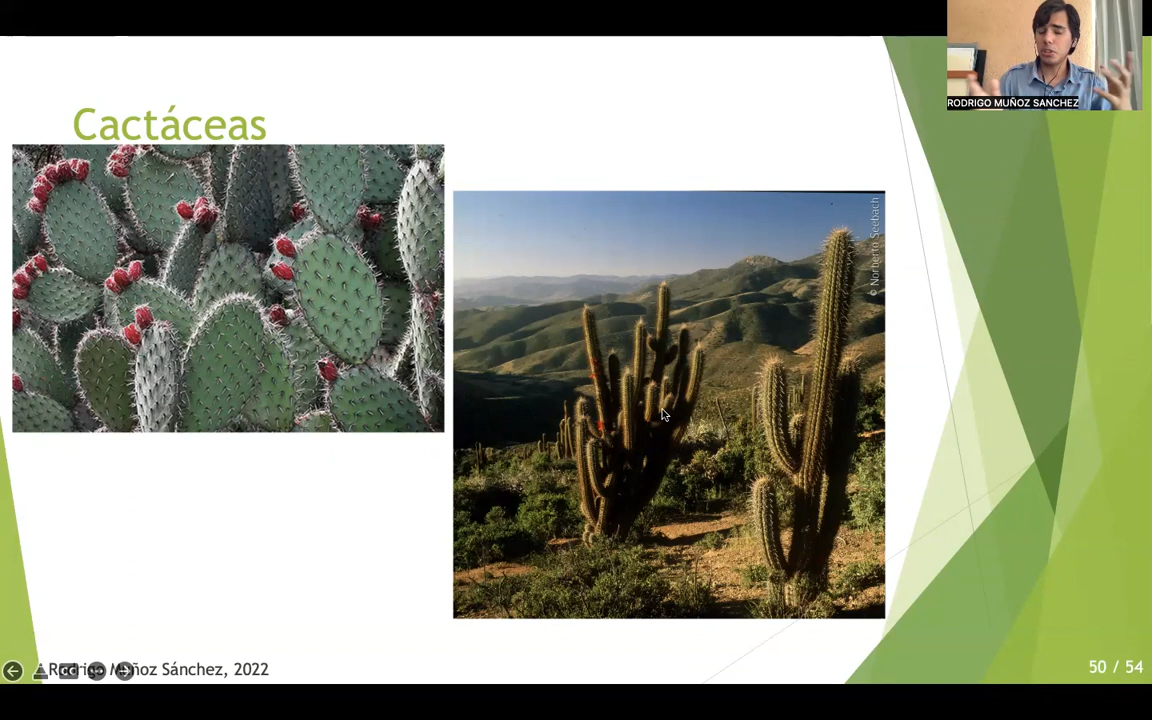 RODRIGO MUÑOZ SANCHEZ
Cactáceas
© Norberto Seebach
Rodrigo Muñoz Sánchez, 2022
50 / 54